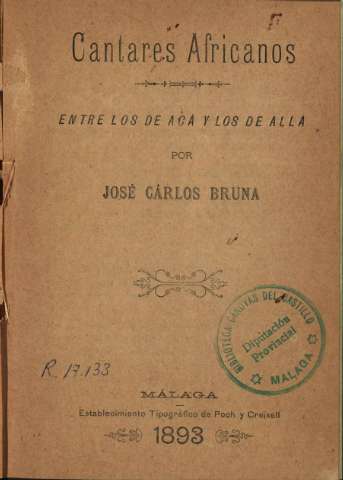 Cantares Africanos
ENTRE LOS DE ACÁ Y LOS DE ALLA
POR
JOSÉ CÁRLOS BRUNA
BIBLIOTECA CANOVAS DEL CASTILLO
Diputación
Provincial
MALAGA
R. 17.133
MÁLAGA
Establecimiento Tipográfico de Poch y Creixell
1893